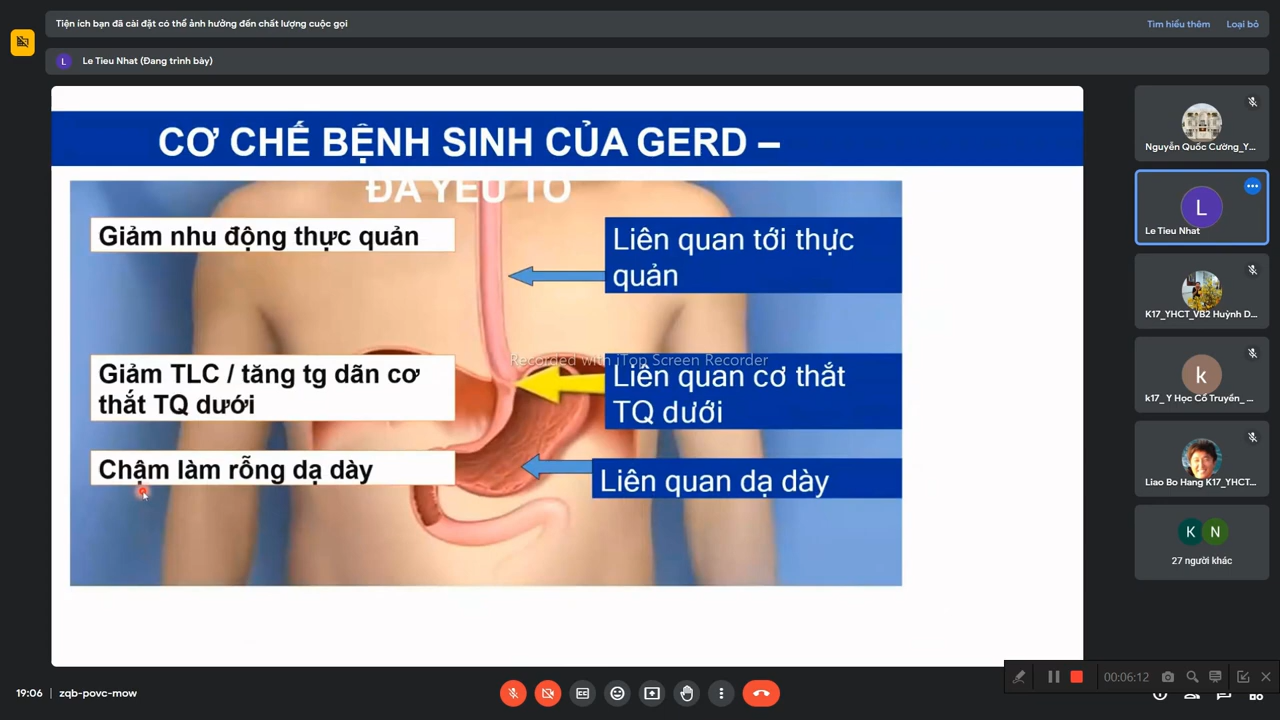 Tiện ích bạn đã cài đặt có thể ảnh hưởng đến chất lượng cuộc gọi
Tìm hiểu thêm
Loại bỏ
L
Le Tieu Nhat (Đang trình bày)
CƠ CHẾ BỆNH SINH CỦA GERD –
ĐA YẾU TỐ
Giảm nhu động thực quản
Liên quan tới thực
quản
Recorded with iTop Screen Recorder
Giảm TLC / tăng tg dãn cơ
thắt TQ dưới
Liên quan cơ thắt
TQ dưới
Chậm làm rỗng dạ dày
Liên quan dạ dày
Nguyễn Quốc Cường_Y...
L
Le Tieu Nhat
K17_YHCT_VB2 Huỳnh D...
k
k17_ Y Học Cổ Truyền_ ...
Liao Bo Hang K17_YHCT...
K
N
27 người khác
19:06
zqb-povc-mow
00:06:12